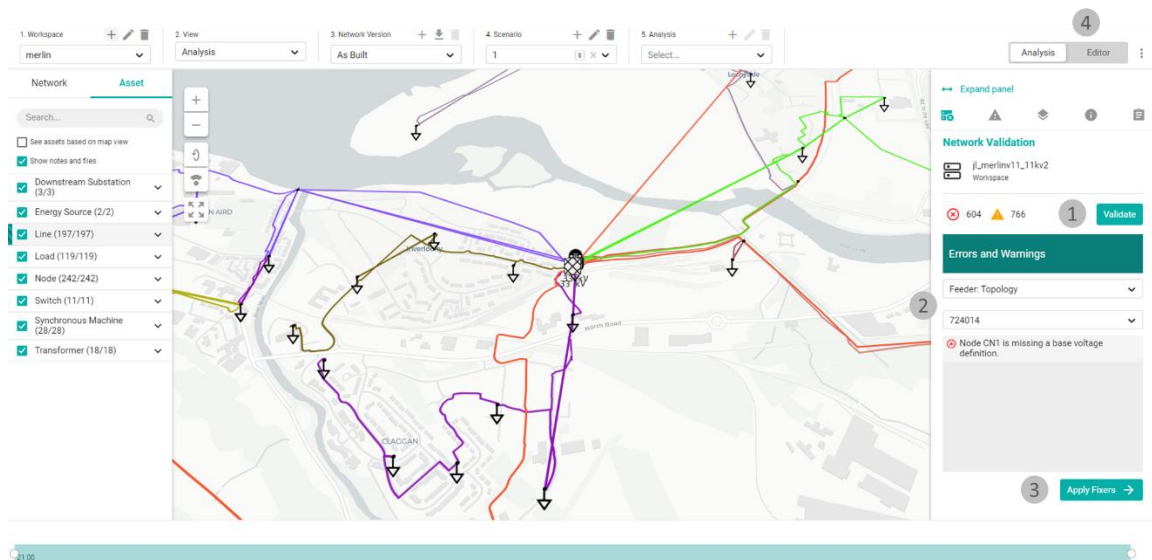 4
1. Workspace
2. View
3. Network Version
4. Scenario
5. Analysis
merlin
Analysis
As Built
1
Select...
Analysis
Editor
Network
Asset
Search...
See assets based on map view
Show notes and files
Downstream Substation
(3/3)
Energy Source (2/2)
Line (197/197)
Load (119/119)
Node (242/242)
Switch (11/11)
Synchronous Machine
(28/28)
Transformer (18/18)
N AIRD
Inverlochy
33 kV
North Road
CLAGGAN
Expand panel
Network Validation
jl_merlinv11_11kv2
Workspace
604
766
1
Validate
Errors and Warnings
Feeder: Topology
2
724014
Node CN1 is missing a base voltage
definition.
3
Apply Fixers
21:00